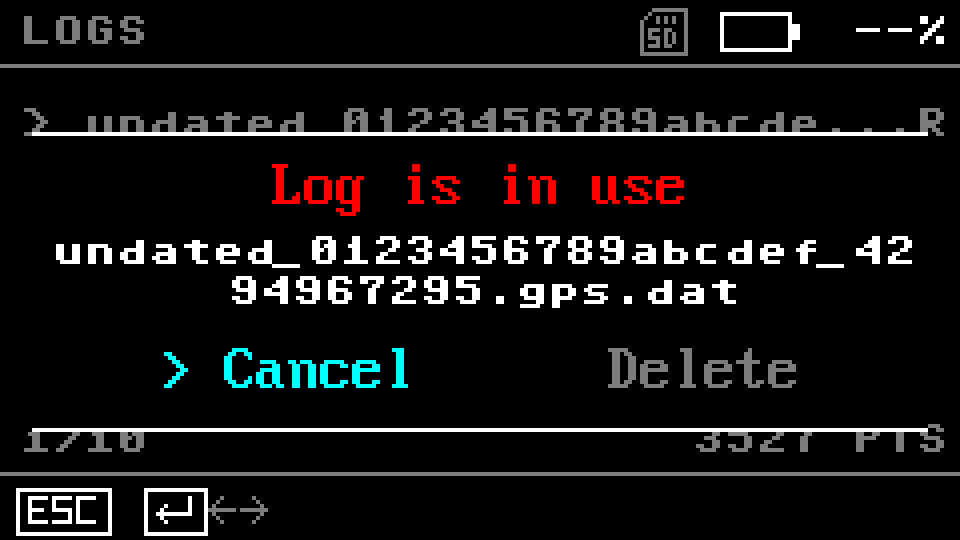 LOGS SD --%
> undated_0123456789abcde...R
Log is in use
undated_0123456789abcdef_42
94967295.gps.dat
> Cancel Delete
1/10 3527 PTS
ESC ↵ ←→